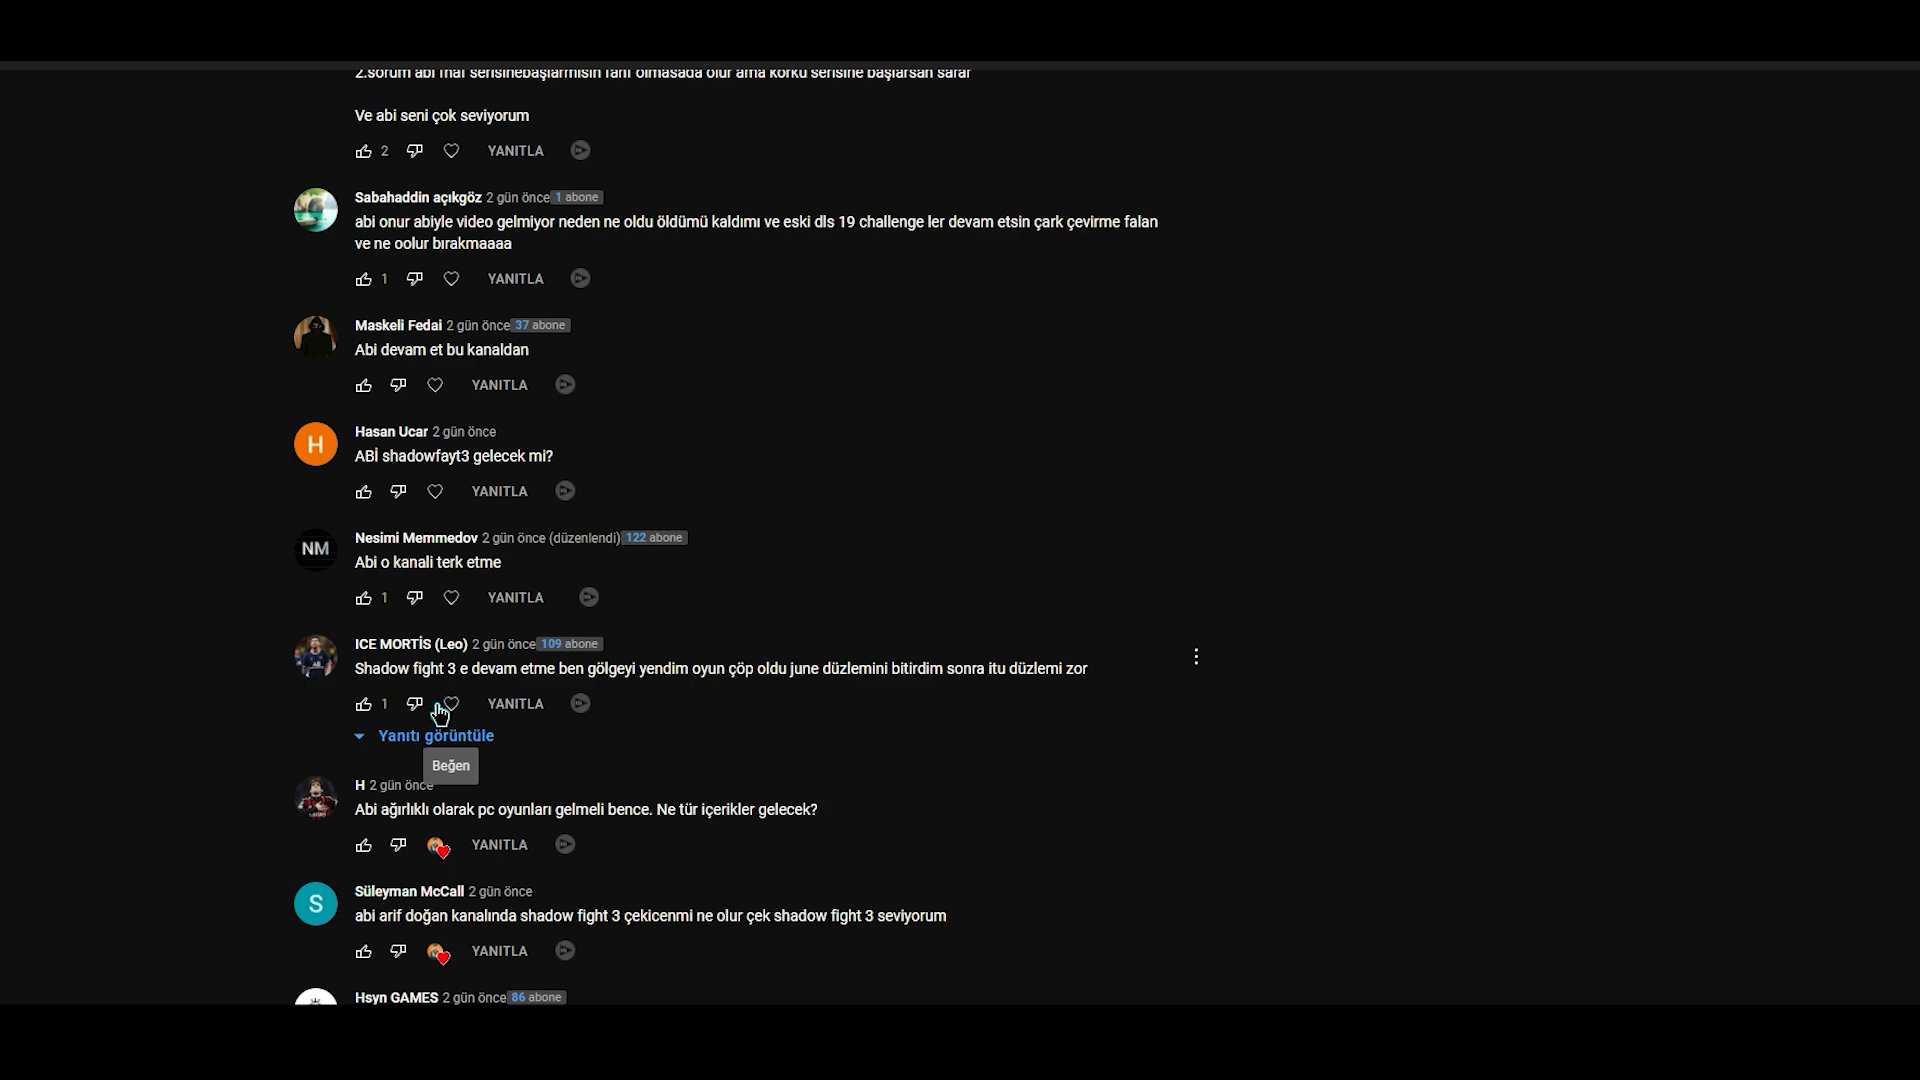 2.sorum abi
olmasada olur ama korku serisine başlarsan sarar
Ve abi seni çok seviyorum
2 YANITLA
Sabahaddin açıkgöz 2 gün önce 1 abone
abi onur abiyle video gelmiyor neden ne oldu öldümü kaldımı ve eski dls 19 challenge ler devam etsin çark çevirme falan
ve ne oolur bırakmaaaa
1 YANITLA
Maskeli Fedai 2 gün önce 37 abone
Abi devam et bu kanaldan
YANITLA
H
Hasan Ucar 2 gün önce
ABİ shadowfayt3 gelecek mi?
YANITLA
NM
Nesimi Memmedov 2 gün önce (düzenlendi) 122 abone
Abi o kanali terk etme
1 YANITLA
ICE MORTİS (Leo) 2 gün önce 109 abone
Shadow fight 3 e devam etme ben gölgeyi yendim oyun çöp oldu june düzlemini bitirdim sonra itu düzlemi zor
1 YANITLA
Yanıtı görüntüle
Beğen
H 2 gün önce
Abi ağırlıklı olarak pc oyunları gelmeli bence. Ne tür içerikler gelecek?
YANITLA
S
Süleyman McCall 2 gün önce
abi arif doğan kanalında shadow fight 3 çekicenmi ne olur çek shadow fight 3 seviyorum
YANITLA
Hsyn GAMES 2 gün önce 86 abone